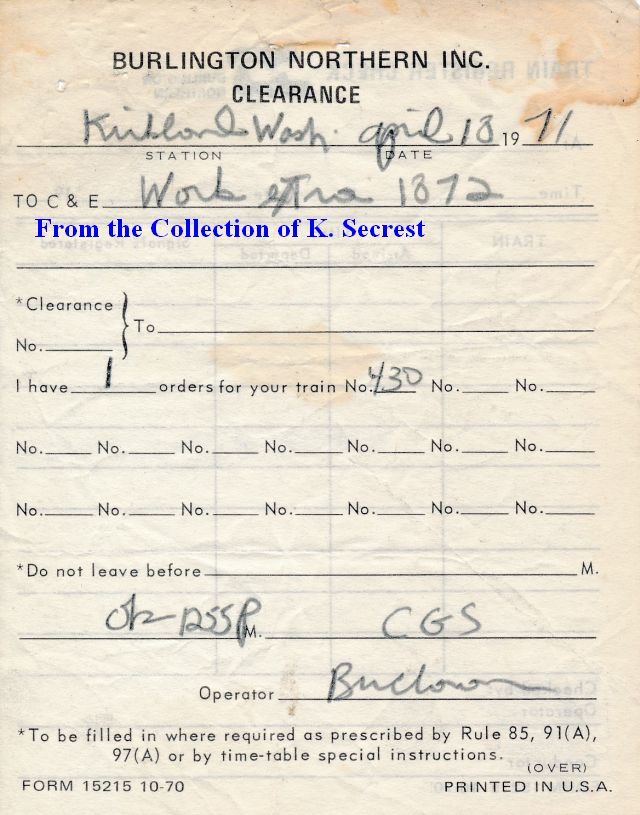 BURLINGTON NORTHERN INC.
CLEARANCE
Kirkland Wash. april 13 19 71
STATION DATE
TO C & E Work extra 1872
From the Collection of K. Secrest
*Clearance
No. } To
I have 1 orders for your train No. 430 No. No.
No. No. No. No. No. No. No.
No. No. No. No. No. No. No.
*Do not leave before M.
Ok 1255 P M. CGS
Operator
*To be filled in where required as prescribed by Rule 85, 91(A),
97(A) or by time-table special instructions.
(OVER)
FORM 15215 10-70 PRINTED IN U.S.A.